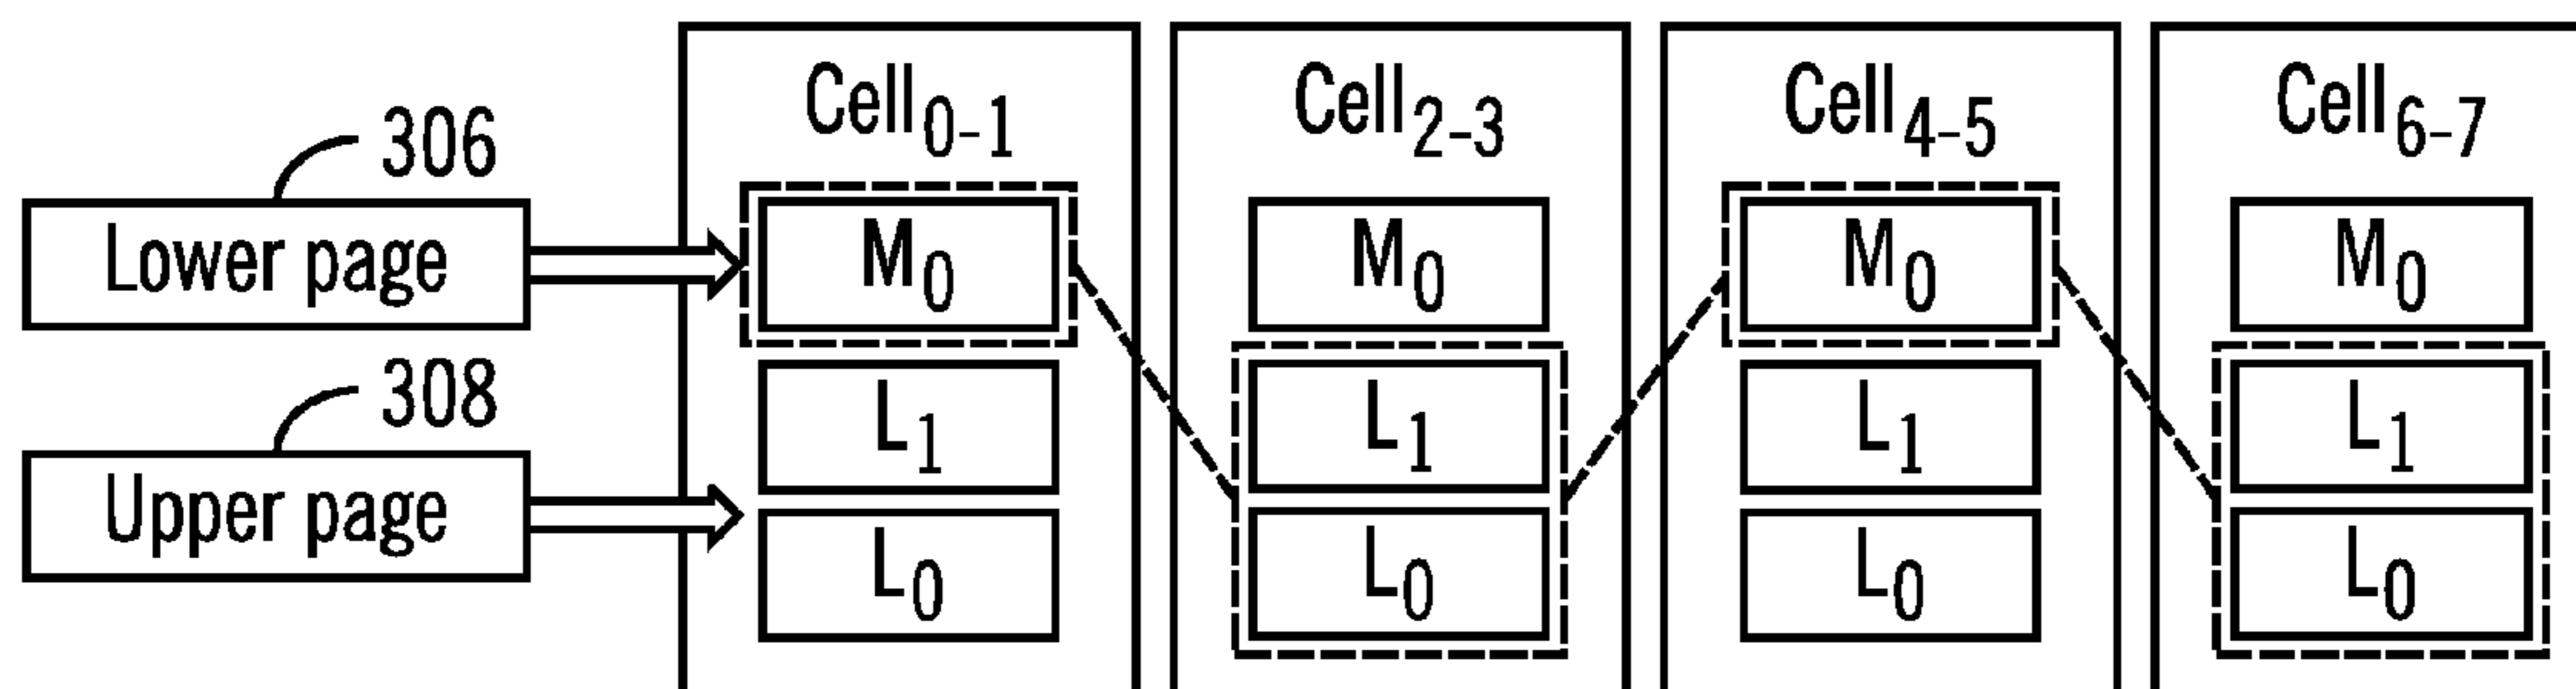 Cell0-1 Cell2-3 Cell4-5 Cell6-7
306
Lower page M0 M0 M0 M0
308
L1 L1 L1 L1
Upper page L0 L0 L0 L0